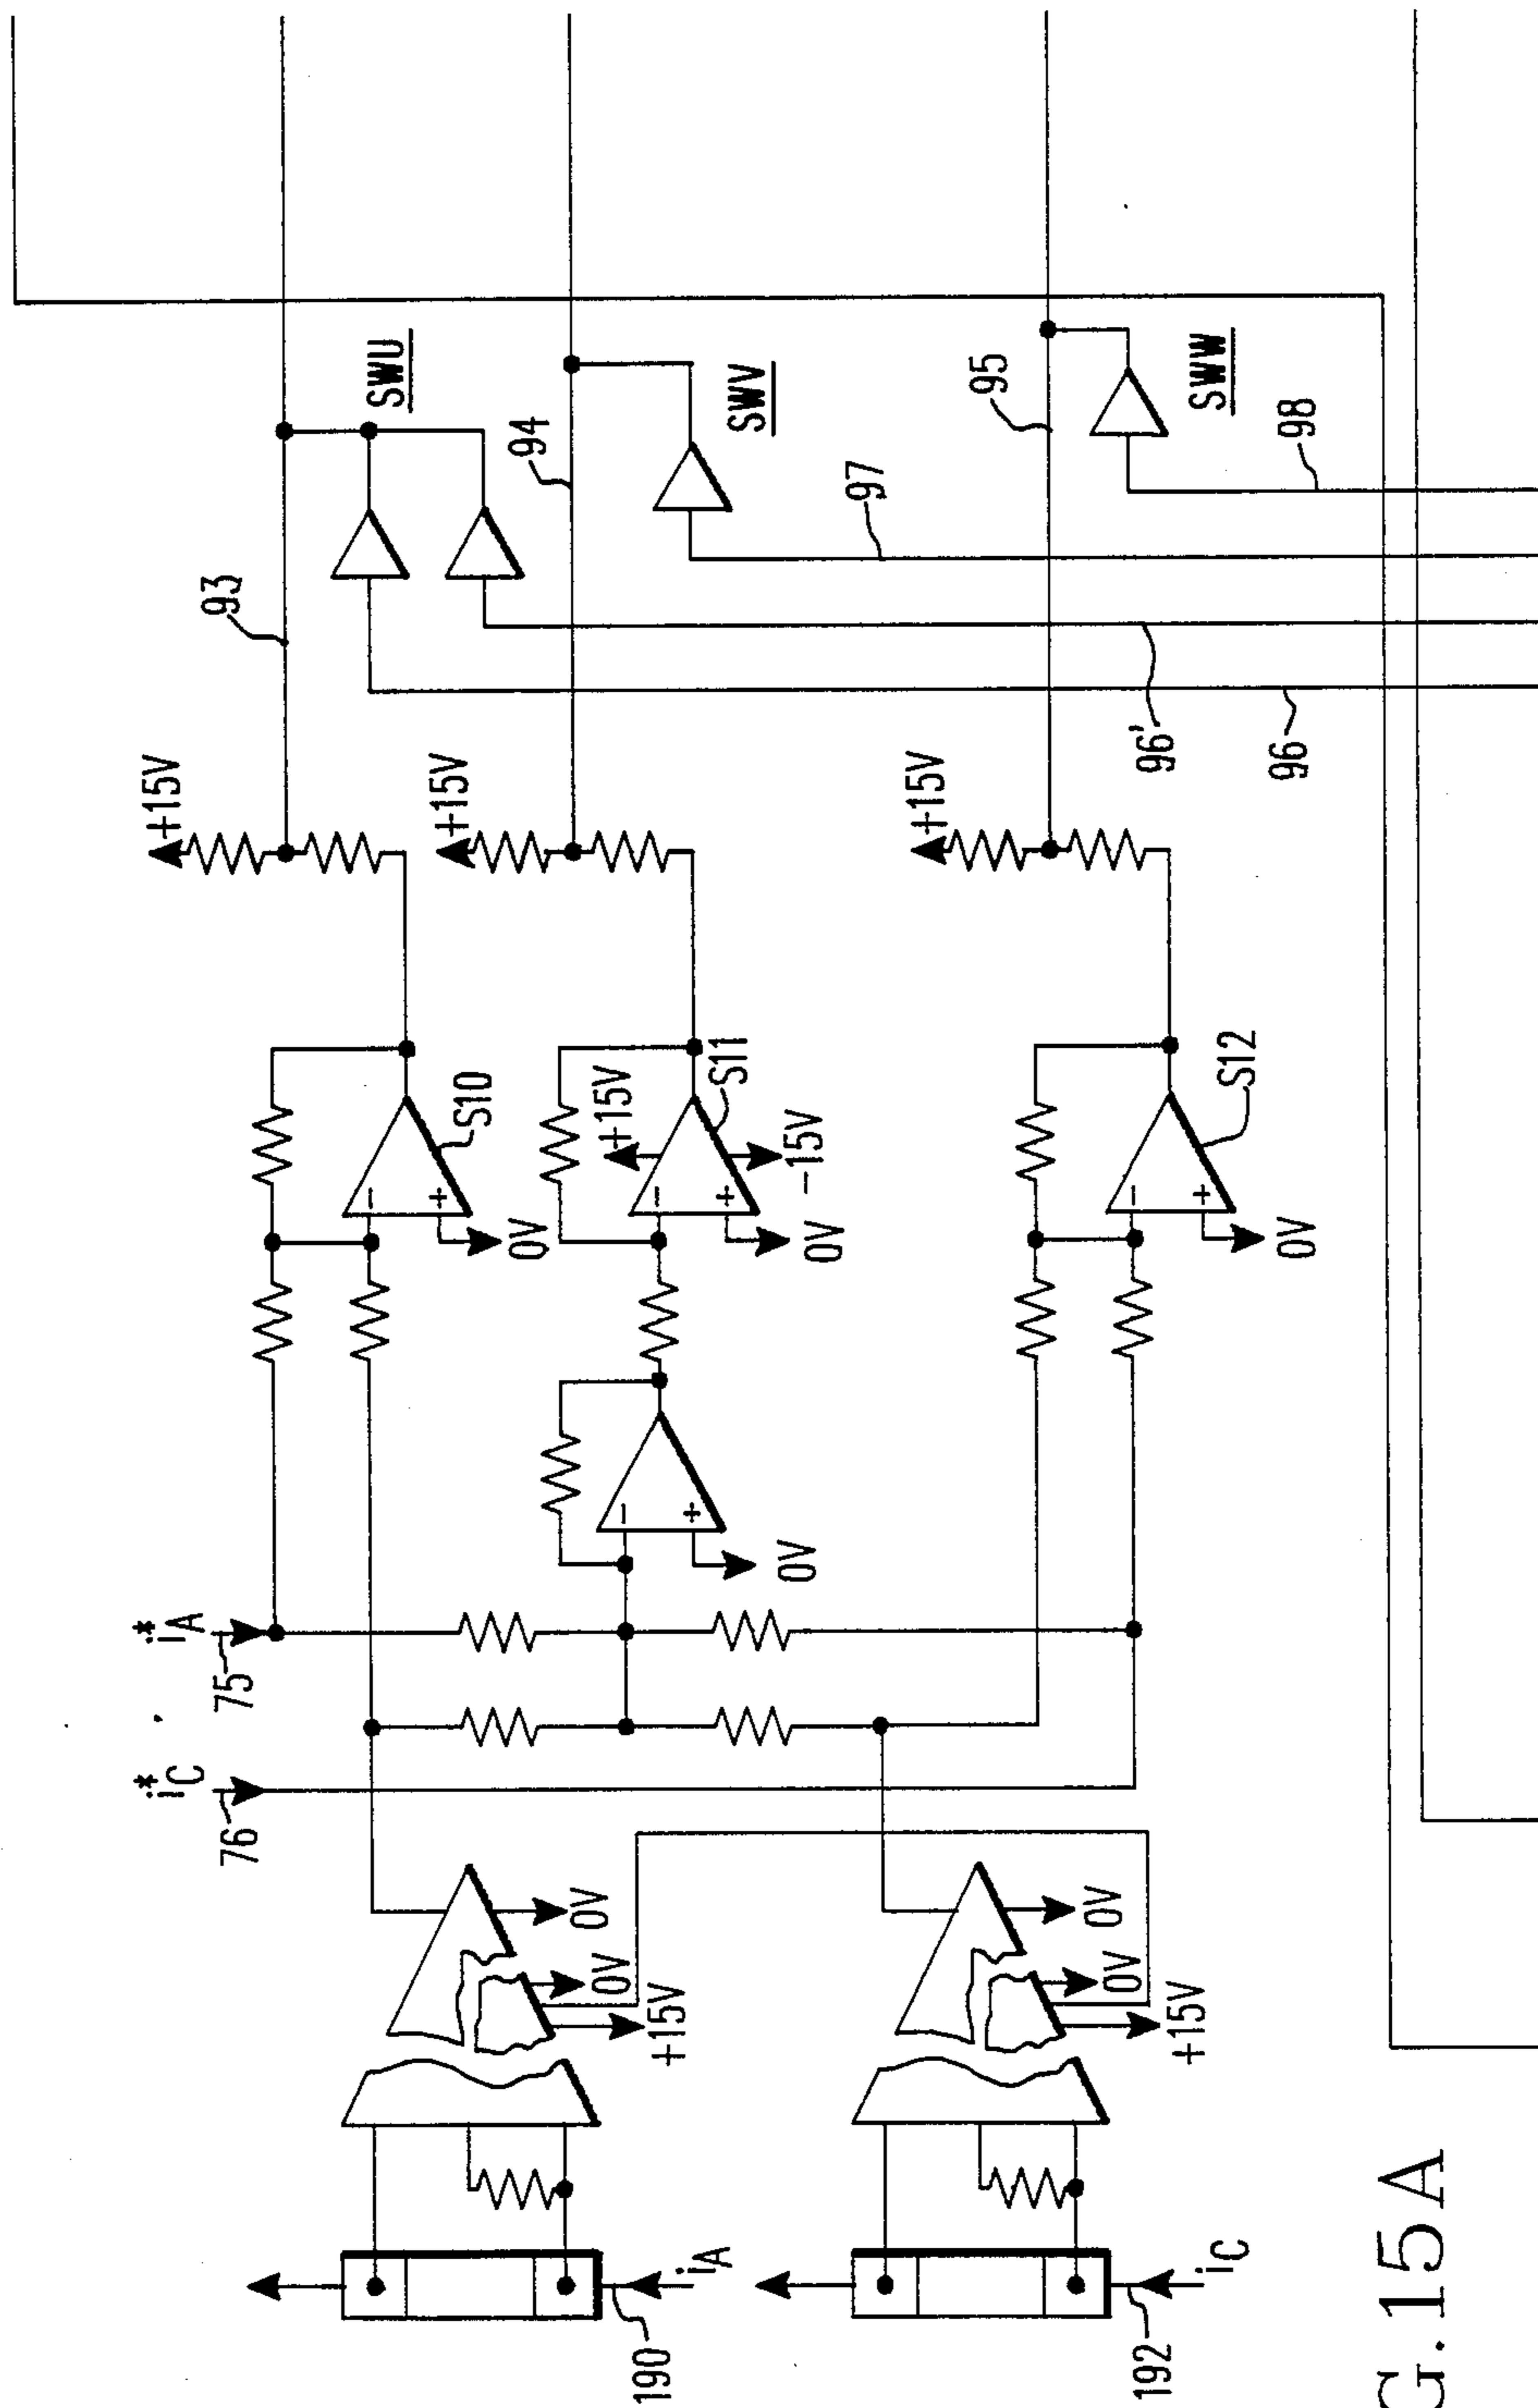 i*C
76
i*A
75
+15V
93
+15V
SWU
94
SWV
S10
0V
+15V
S11
-15V
0V
0V
97
+15V
95
SWW
98
96'
96
S12
0V
0V
0V
+15V
0V
0V
+15V
190
iA
192
iC
-
+
-
+
-
+
-
+
G. 15A